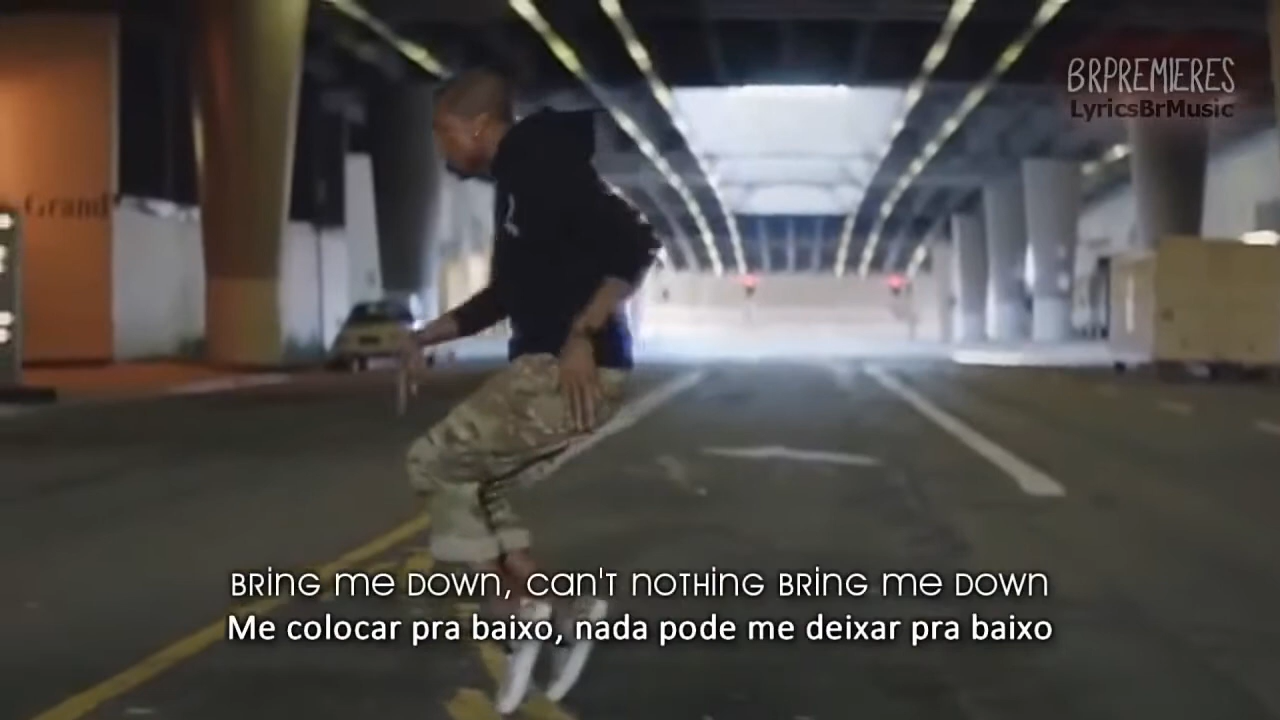 BRPREMIERES
LyricsBrMusic
Grand
BRING ME DOWN, CAN'T NOTHING BRING ME DOWN
Me colocar pra baixo, nada pode me deixar pra baixo